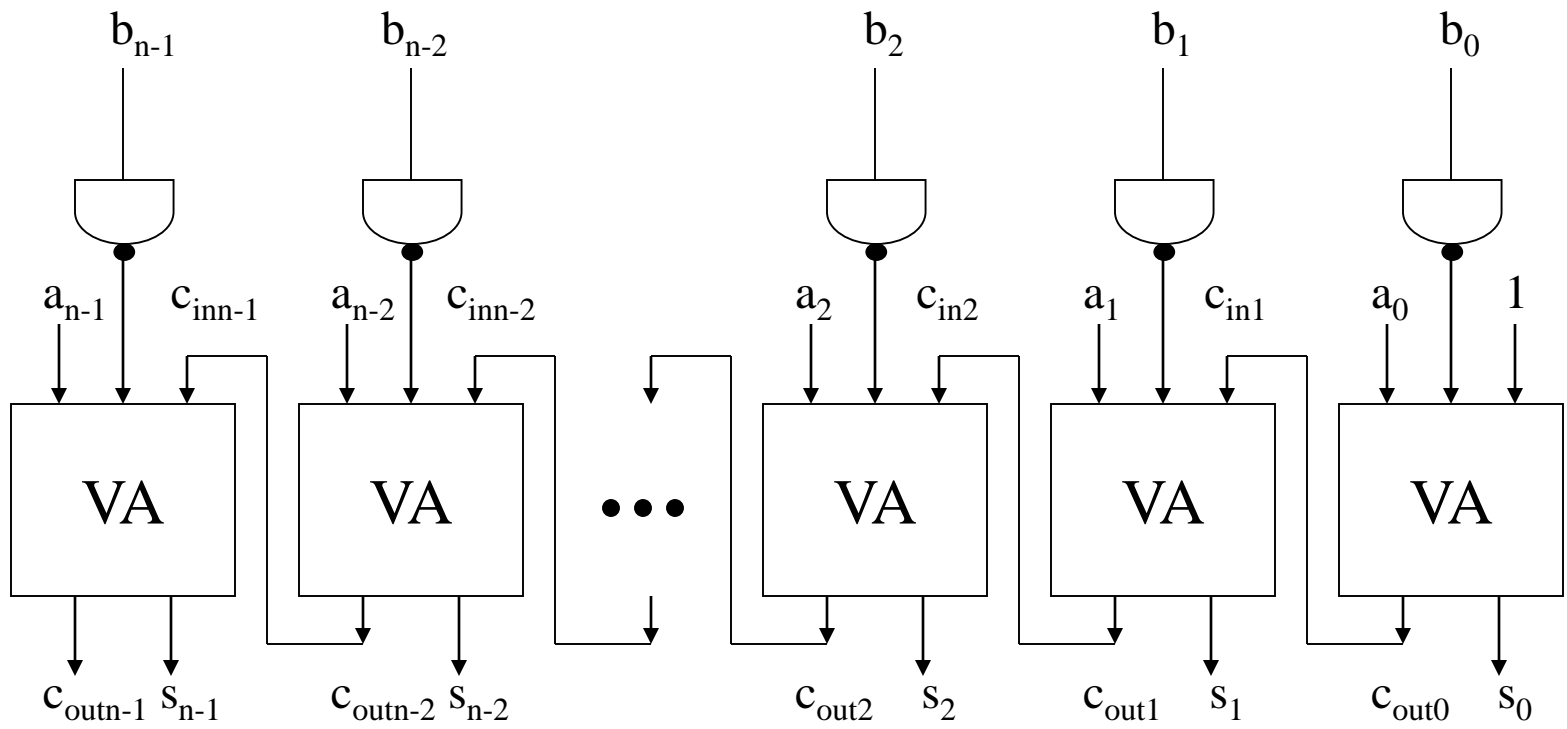 b_{n-1} b_{n-2} b_2 b_1 b_0
a_{n-1} c_{inn-1} a_{n-2} c_{inn-2} a_2 c_{in2} a_1 c_{in1} a_0 1
VA VA ••• VA VA VA
c_{outn-1} s_{n-1} c_{outn-2} s_{n-2} c_{out2} s_2 c_{out1} s_1 c_{out0} s_0